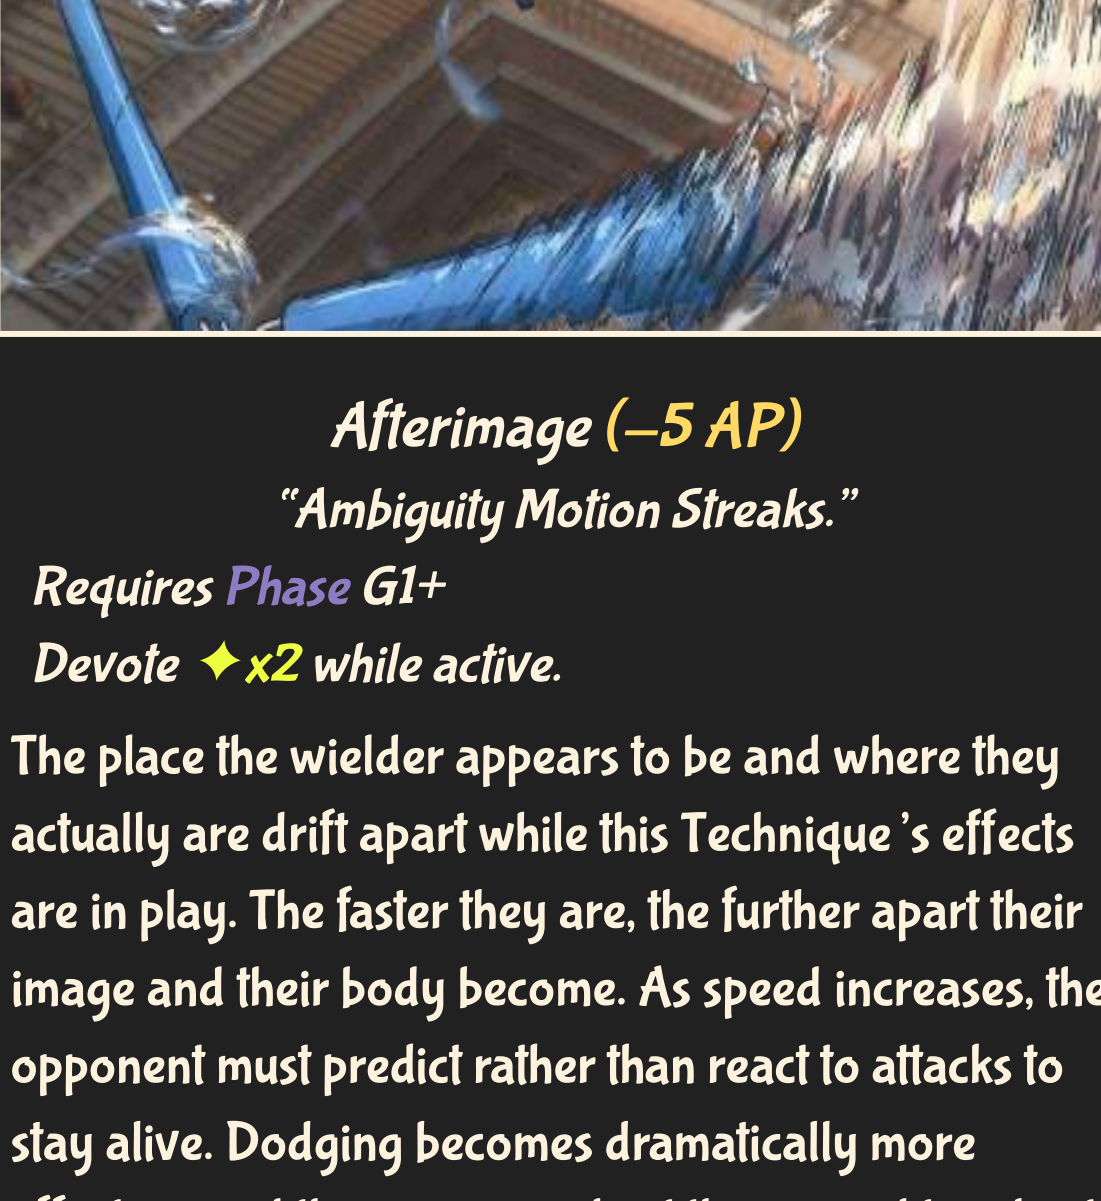 Afterimage (–5 AP)
“Ambiguity Motion Streaks.”
Requires Phase G1+
Devote ✦x2 while active.
The place the wielder appears to be and where they
actually are drift apart while this Technique ’s effects
are in play. The faster they are, the further apart their
image and their body become. As speed increases, the
opponent must predict rather than react to attacks to
stay alive. Dodging becomes dramatically more